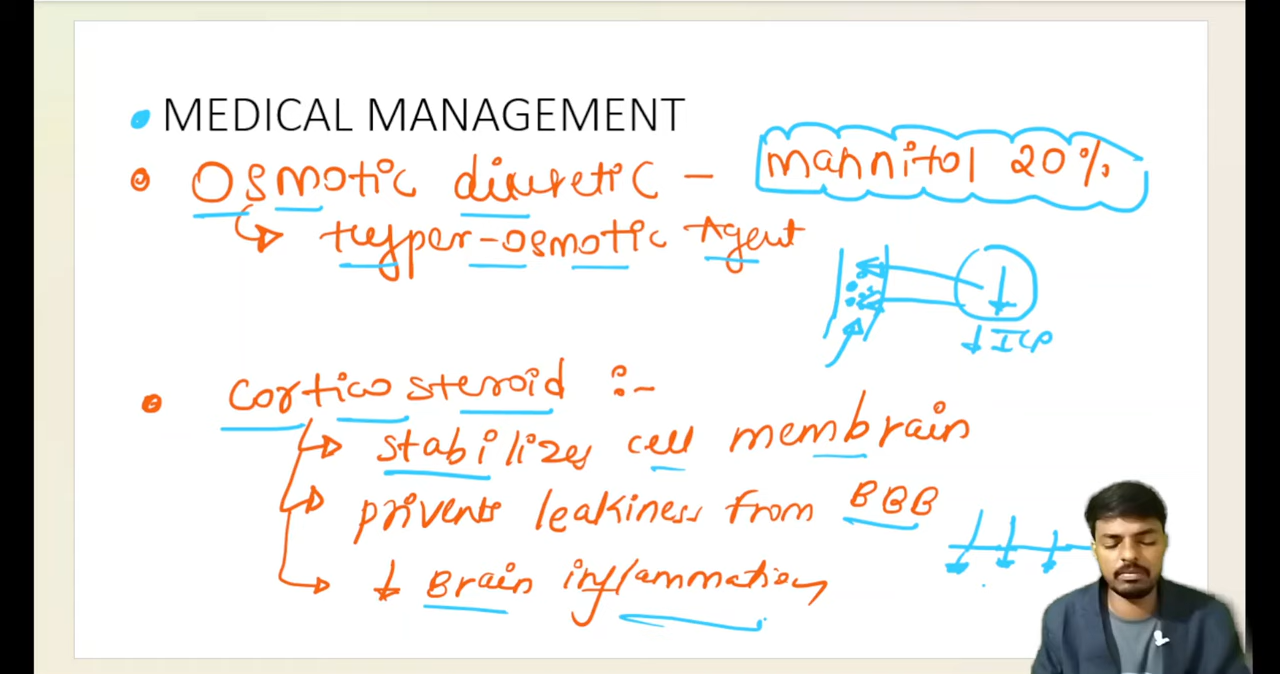 • MEDICAL MANAGEMENT
• Osmotic diuretic - mannitol 20%
↳ Hyper-osmotic Agent
↓ ICP
• corticosteroid :-
→ stabilizes cell membrain
→ privents leakiness from BBB
→ ↓ Brain inflammation